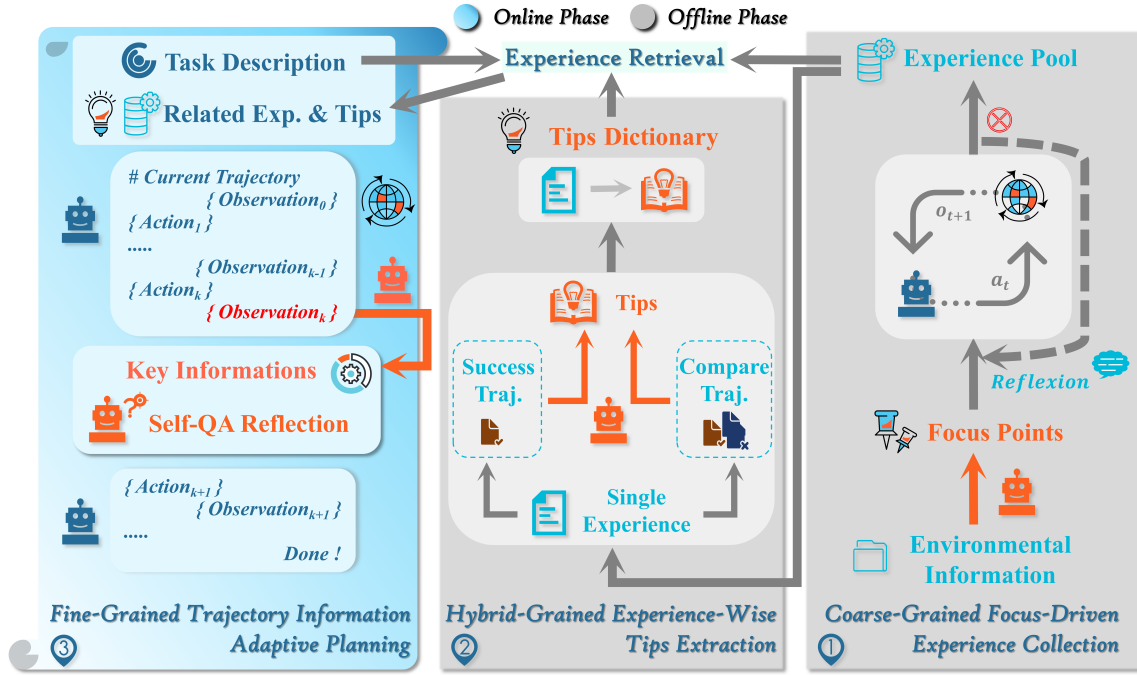 Online Phase
Offline Phase
Task Description
Related Exp. & Tips
# Current Trajectory
{ Observation₀ }
{ Action₁ }
.....
{ Observationₖ₋₁ }
{ Actionₖ }
{ Observationₖ }
Key Informations
Self-QA Reflection
{ Actionₖ₊₁ }
{ Observationₖ₊₁ }
.....
Done !
Fine-Grained Trajectory Information
Adaptive Planning
3
Experience Retrieval
Tips Dictionary
Tips
Success
Traj.
Compare
Traj.
Single
Experience
Hybrid-Grained Experience-Wise
Tips Extraction
2
Experience Pool
oₜ₊₁
aₜ
Reflexion
Focus Points
Environmental
Information
Coarse-Grained Focus-Driven
Experience Collection
1